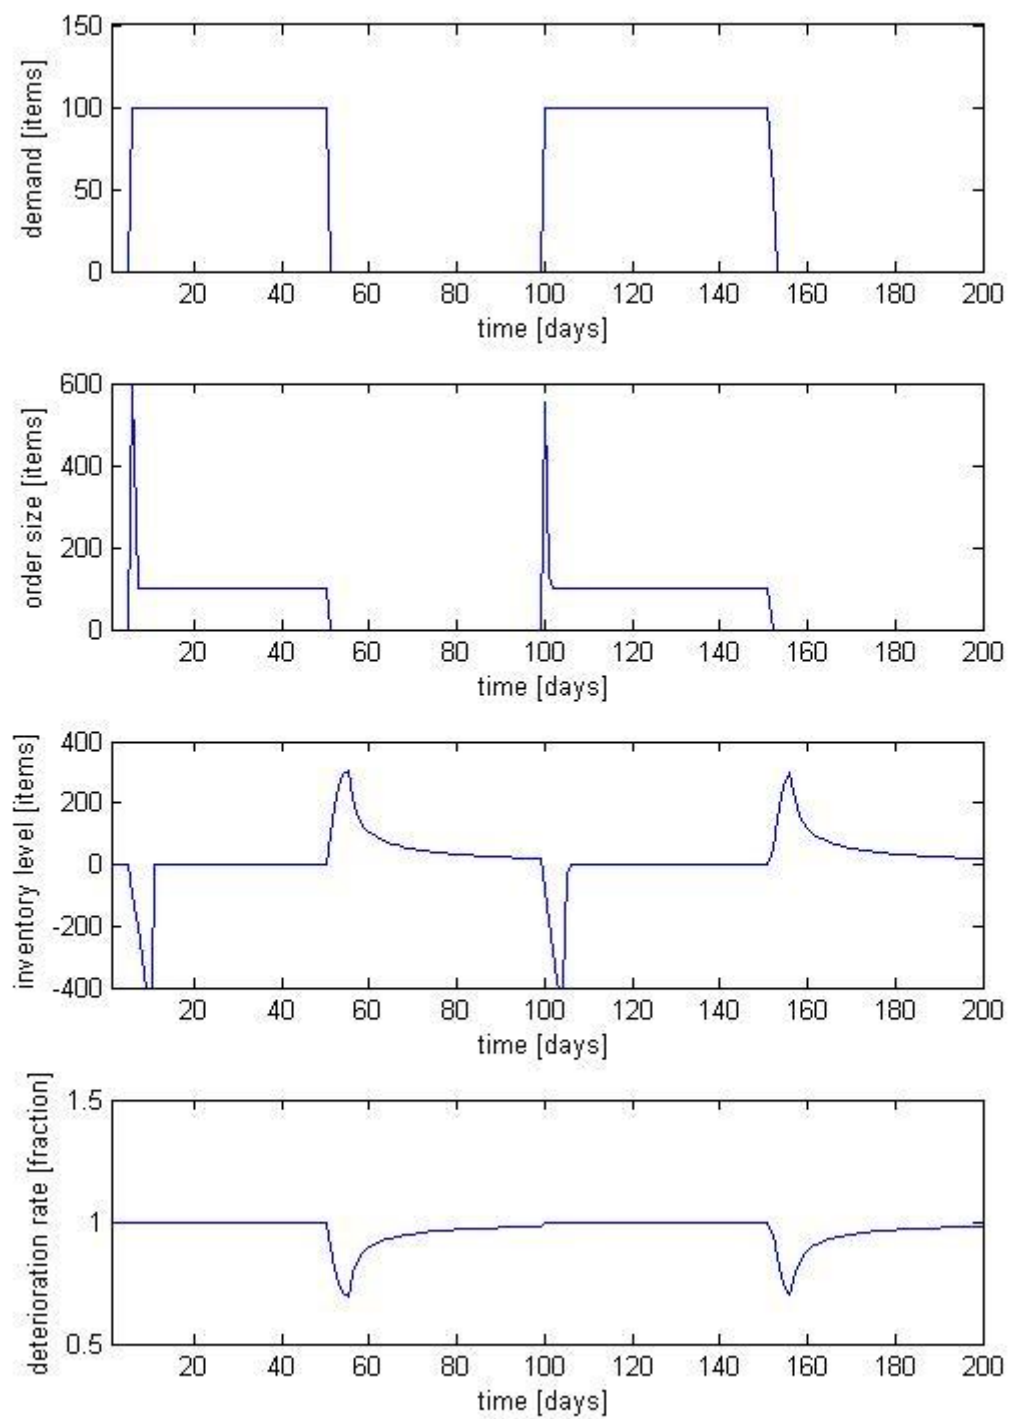 150
100
50
0
demand [items]
20 40 60 80 100 120 140 160 180 200
time [days]
600
400
200
0
order size [items]
20 40 60 80 100 120 140 160 180 200
time [days]
400
200
0
-200
-400
inventory level [items]
20 40 60 80 100 120 140 160 180 200
time [days]
1.5
1
0.5
deterioration rate [fraction]
20 40 60 80 100 120 140 160 180 200
time [days]